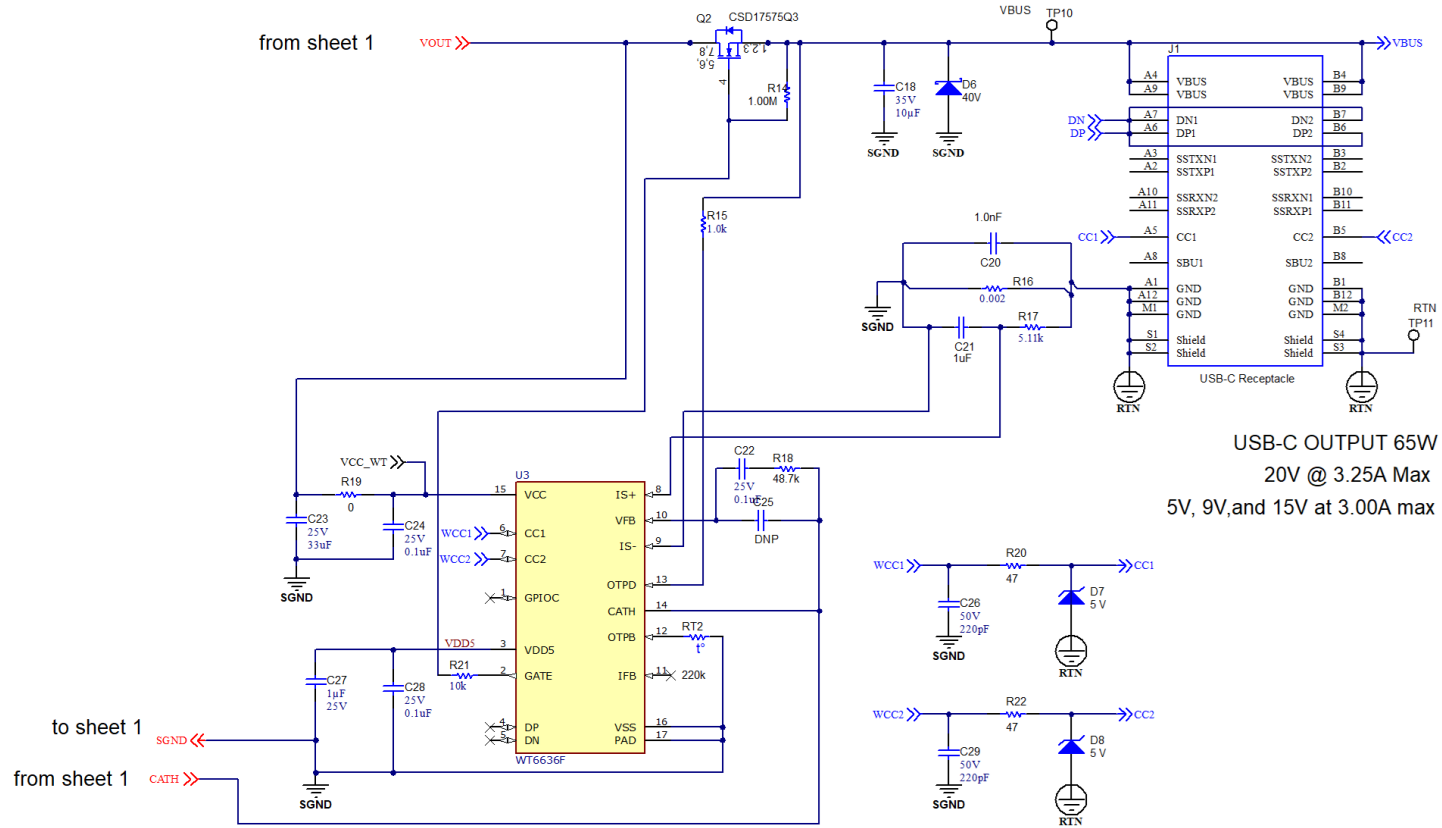 VBUS TP10
Q2 CSD17575Q3
from sheet 1 VOUT
5,6,
7,8
1,2,3
4
R14
1.00M
C18
35V
10µF
SGND
D6
40V
SGND
VBUS
J1
A4 VBUS VBUS B4
A9 VBUS VBUS B9
DN A7 DN1 DN2 B7
DP A6 DP1 DP2 B6
A3 SSTXN1 SSTXN2 B3
A2 SSTXP1 SSTXP2 B2
A10 SSRXN2 SSRXN1 B10
A11 SSRXP2 SSRXP1 B11
CC1 A5 CC1 CC2 B5 CC2
A8 SBU1 SBU2 B8
A1 GND GND B1
A12 GND GND B12
M1 GND GND M2
S1 Shield Shield S4
S2 Shield Shield S3
RTN
TP11
USB-C Receptacle
RTN
RTN
R15
1.0k
1.0nF
C20
R16
0.002
SGND
R17
5.11k
C21
1uF
USB-C OUTPUT 65W
20V @ 3.25A Max
5V, 9V,and 15V at 3.00A max
VCC_WT
R19
0
C23
25V
33uF
C24
25V
0.1uF
SGND
U3
15 VCC IS+ 8
VFB 10
WCC1 6 CC1 IS- 9
WCC2 7 CC2
OTPD 13
1 GPIOC
CATH 14
OTPB 12
VDD5 3 VDD5
2 GATE IFB 11
4 DP VSS 16
5 DN PAD 17
WT6636F
C22
25V
0.1uF
R18
48.7k
C25
DNP
RT2
t°
220k
R21
10k
C27
1µF
25V
C28
25V
0.1uF
to sheet 1 SGND
from sheet 1 CATH
SGND
WCC1 R20 CC1
47
C26
50V
220pF
SGND
D7
5 V
RTN
WCC2 R22 CC2
47
C29
50V
220pF
SGND
D8
5 V
RTN